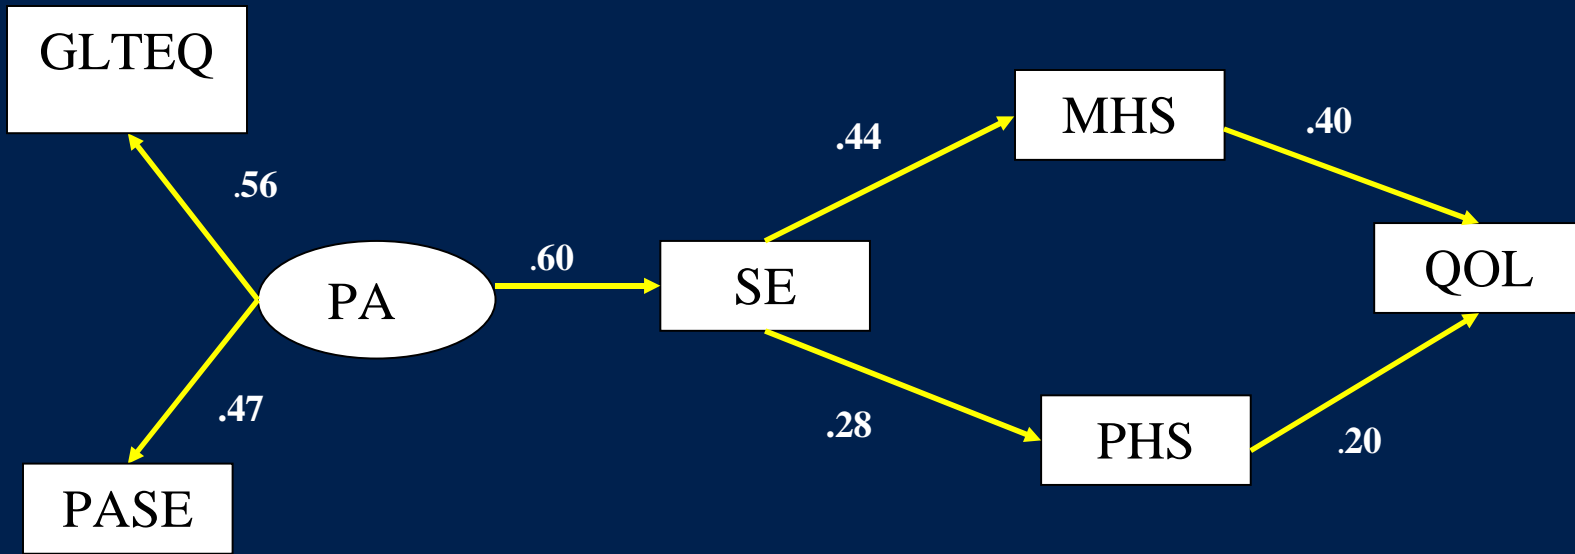 GLTEQ
.56
PA
.47
PASE
.60
SE
.44
MHS
.40
.28
PHS
.20
QOL